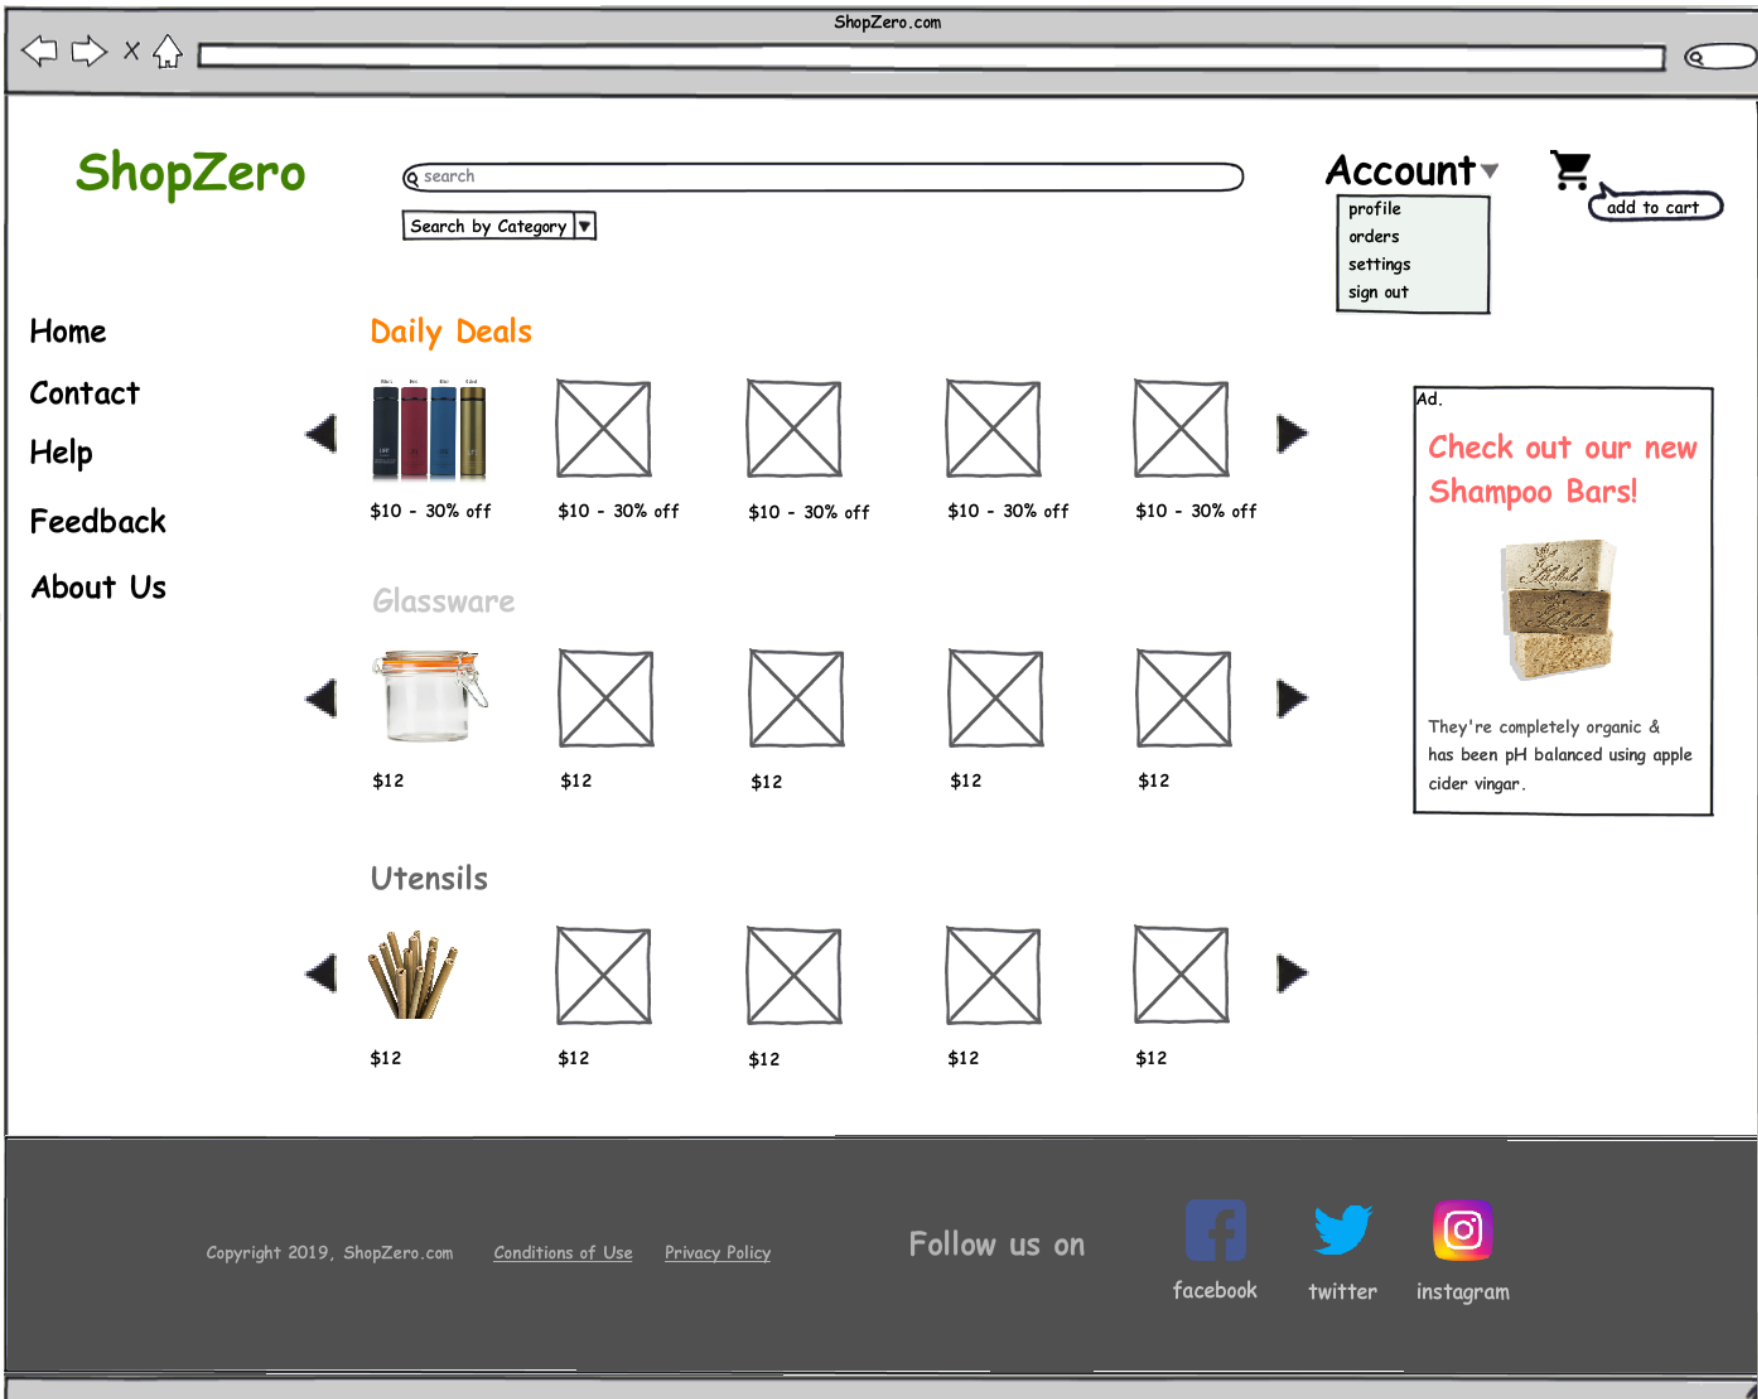 ShopZero.com
ShopZero
search
Account
add to cart
Search by Category
profile
orders
settings
sign out
Home
Contact
Help
Feedback
About Us
Daily Deals
$10 - 30% off
$10 - 30% off
$10 - 30% off
$10 - 30% off
$10 - 30% off
Glassware
$12
$12
$12
$12
$12
Utensils
$12
$12
$12
$12
$12
Ad.
Check out our new
Shampoo Bars!
They're completely organic &
has been pH balanced using apple
cider vingar.
Copyright 2019, ShopZero.com
Conditions of Use
Privacy Policy
Follow us on
facebook
twitter
instagram